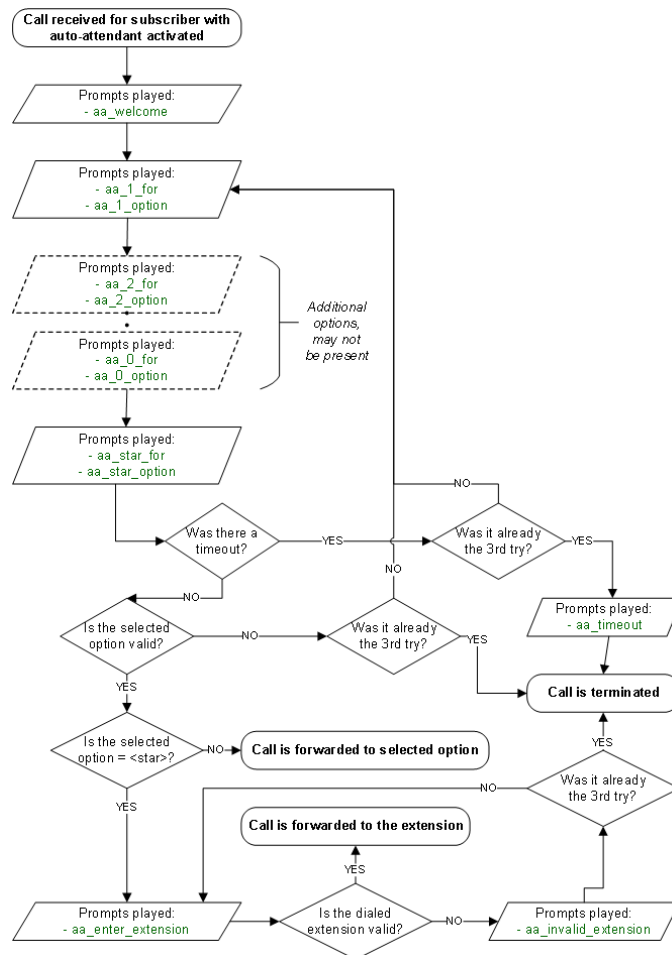 Call received for subscriber with
auto-attendant activated
Prompts played:
- aa_welcome
Prompts played:
- aa_1_for
- aa_1_option
Prompts played:
- aa_2_for
- aa_2_option
Additional
options,
may not
be present
Prompts played:
- aa_0_for
- aa_0_option
Prompts played:
- aa_star_for
- aa_star_option
NO
Was there a
timeout?
YES
Was it already
the 3rd try?
YES
NO
NO
Prompts played:
- aa_timeout
Is the selected
option valid?
NO
Was it already
the 3rd try?
YES
YES
Call is terminated
Is the selected
option = <star>?
NO
Call is forwarded to selected option
YES
YES
NO
Was it already
the 3rd try?
Call is forwarded to the extension
YES
Prompts played:
- aa_enter_extension
Is the dialed
extension valid?
NO
Prompts played:
- aa_invalid_extension